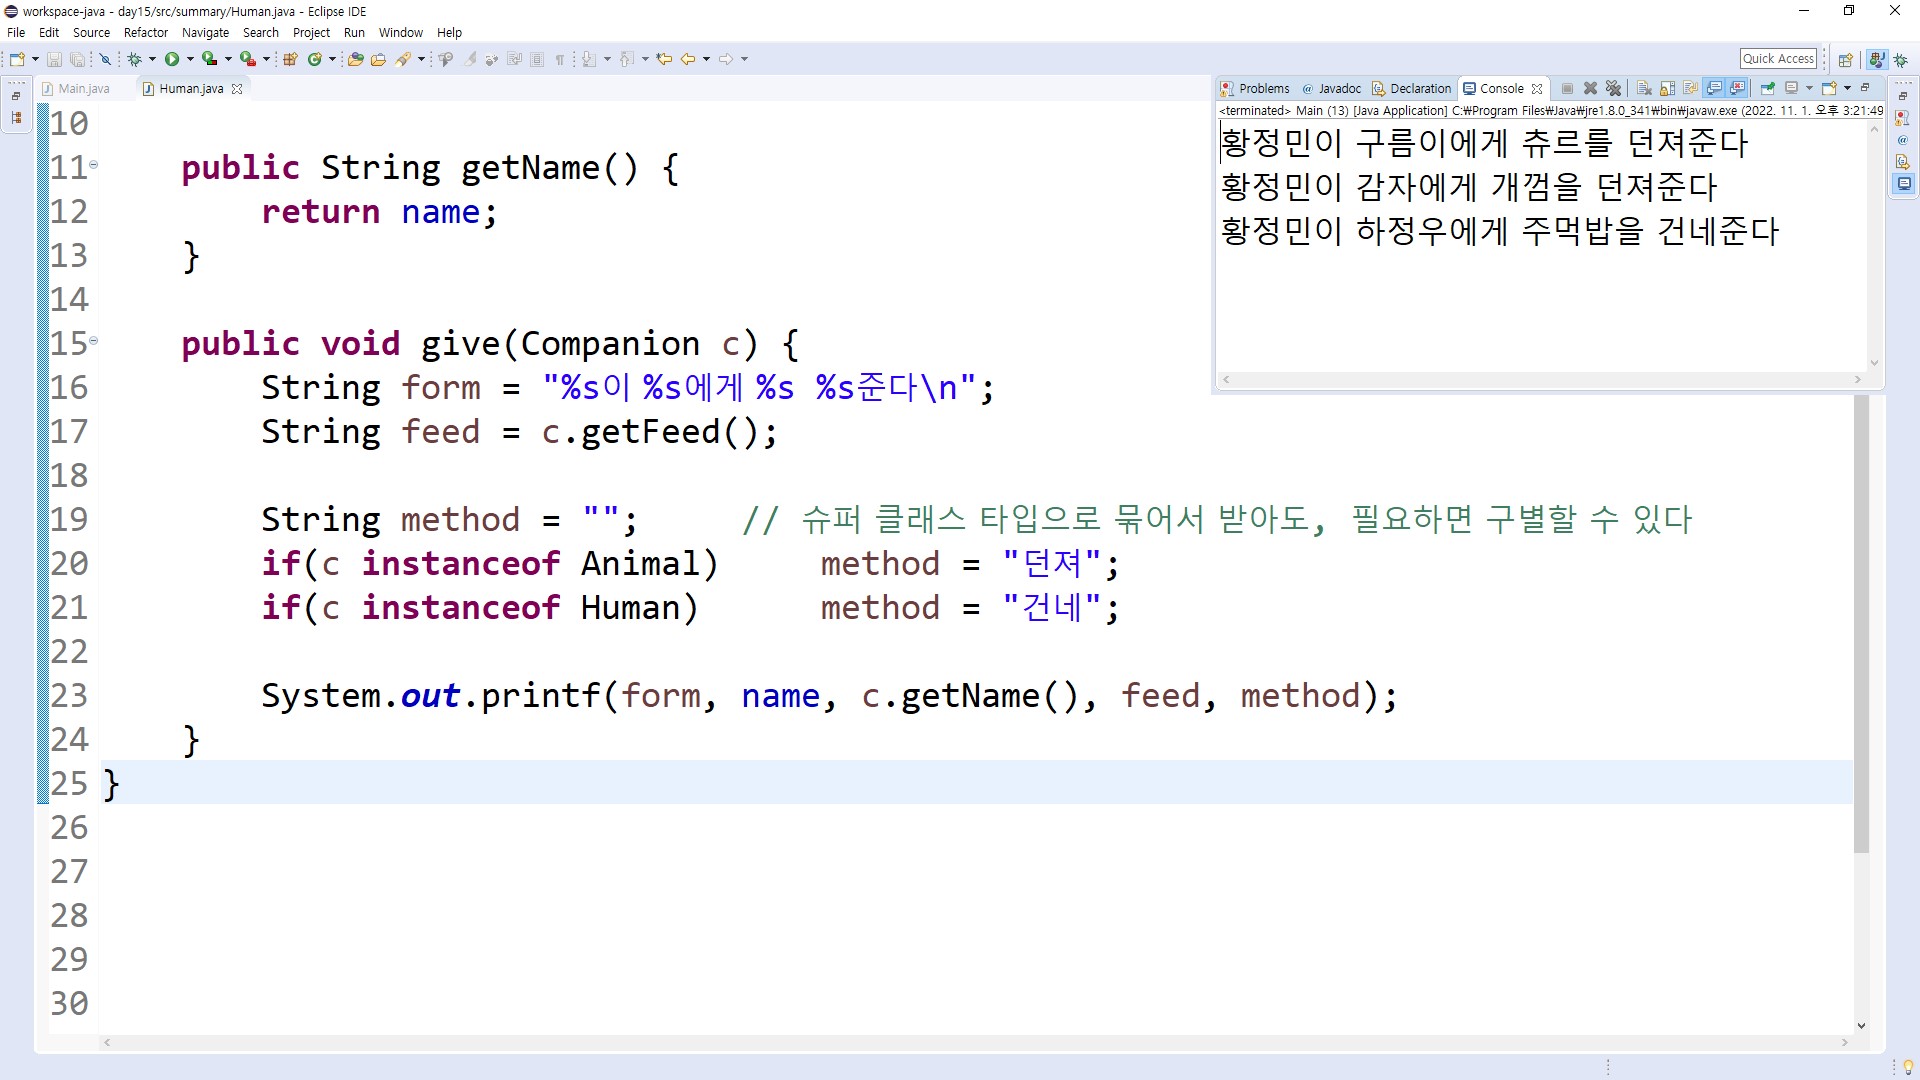 workspace-java - day15/src/summary/Human.java - Eclipse IDE
File Edit Source Refactor Navigate Search Project Run Window Help
Quick Access
Main.java Human.java
Problems @ Javadoc Declaration Console
<terminated> Main (13) [Java Application] C:₩Program Files₩Java₩jre1.8.0_341₩bin₩javaw.exe (2022. 11. 1. 오후 3:21:49
황정민이 구름이에게 츄르를 던져준다
황정민이 감자에게 개껌을 던져준다
황정민이 하정우에게 주먹밥을 건네준다
10
11 public String getName() {
12 return name;
13 }
14
15 public void give(Companion c) {
16 String form = "%s이 %s에게 %s %s준다\n";
17 String feed = c.getFeed();
18
19 String method = ""; // 슈퍼 클래스 타입으로 묶어서 받아도, 필요하면 구별할 수 있다
20 if(c instanceof Animal) method = "던져";
21 if(c instanceof Human) method = "건네";
22
23 System.out.printf(form, name, c.getName(), feed, method);
24 }
25 }
26
27
28
29
30